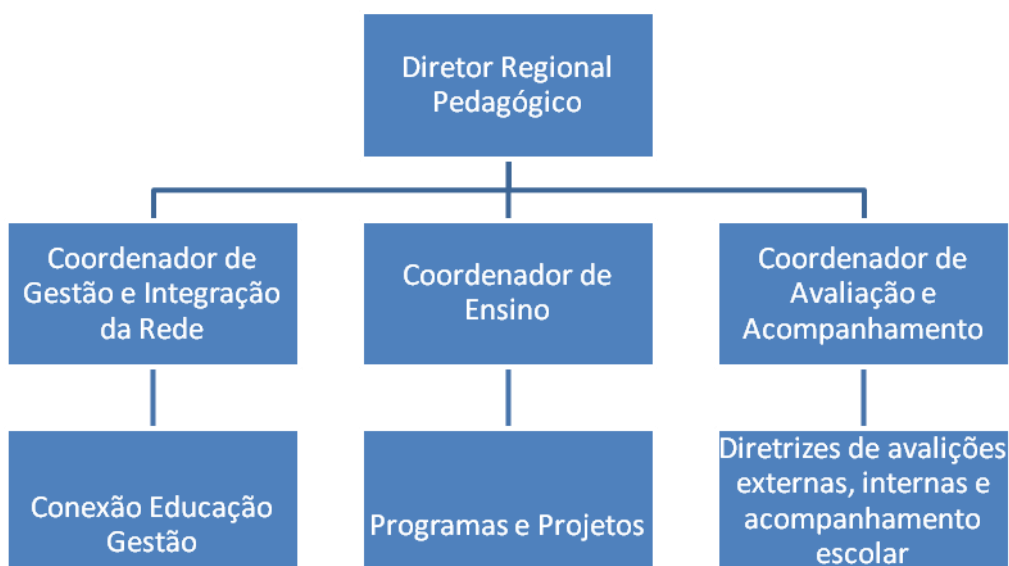 Diretor Regional
Pedagógico
Coordenador de
Gestão e Integração
da Rede
Coordenador de
Ensino
Coordenador de
Avaliação e
Acompanhamento
Conexão Educação
Gestão
Programas e Projetos
Diretrizes de avalições
externas, internas e
acompanhamento
escolar